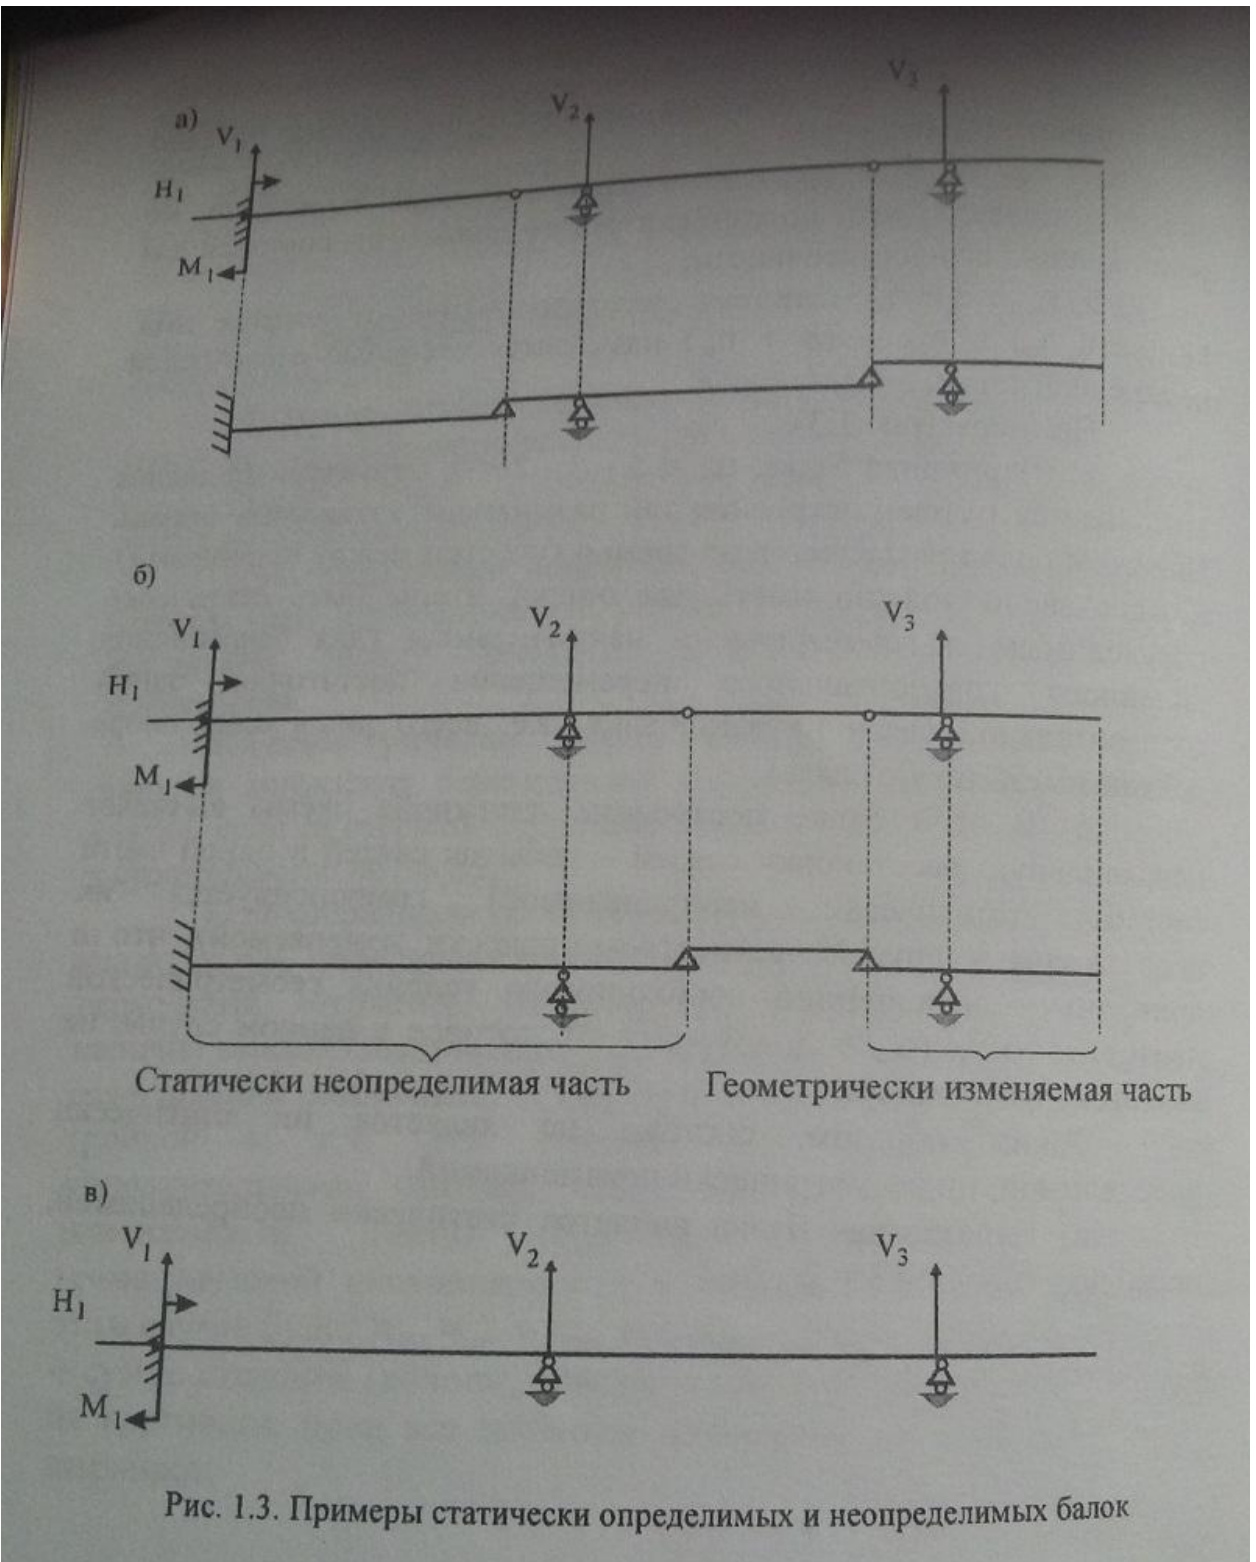 а)
V1
V2
V3
H1
M1
б)
V1
V2
V3
H1
M1
Статически неопределимая часть
Геометрически изменяемая часть
в)
V1
V2
V3
H1
M1
Рис. 1.3. Примеры статически определимых и неопределимых балок